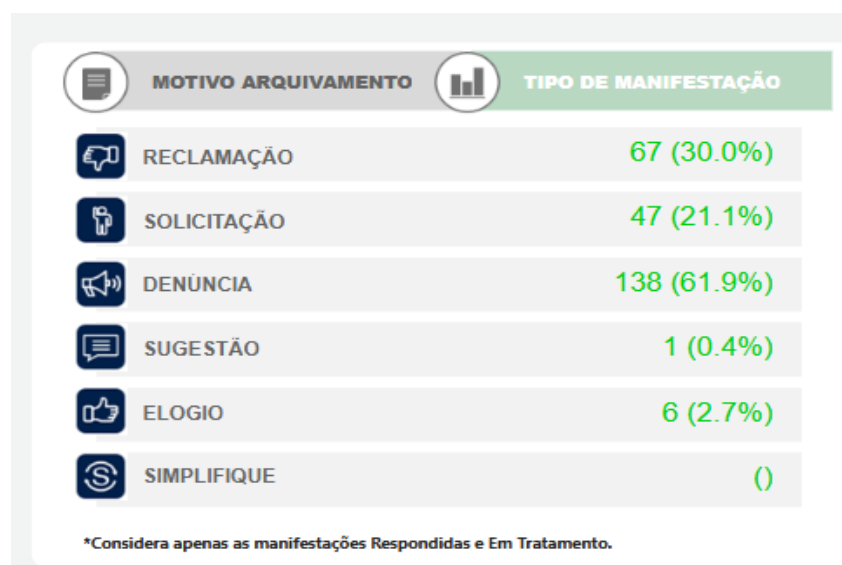 MOTIVO ARQUIVAMENTO TIPO DE MANIFESTAÇÃO
RECLAMAÇÃO 67 (30.0%)
SOLICITAÇÃO 47 (21.1%)
DENÚNCIA 138 (61.9%)
SUGESTÃO 1 (0.4%)
ELOGIO 6 (2.7%)
SIMPLIFIQUE ()
*Considera apenas as manifestações Respondidas e Em Tratamento.